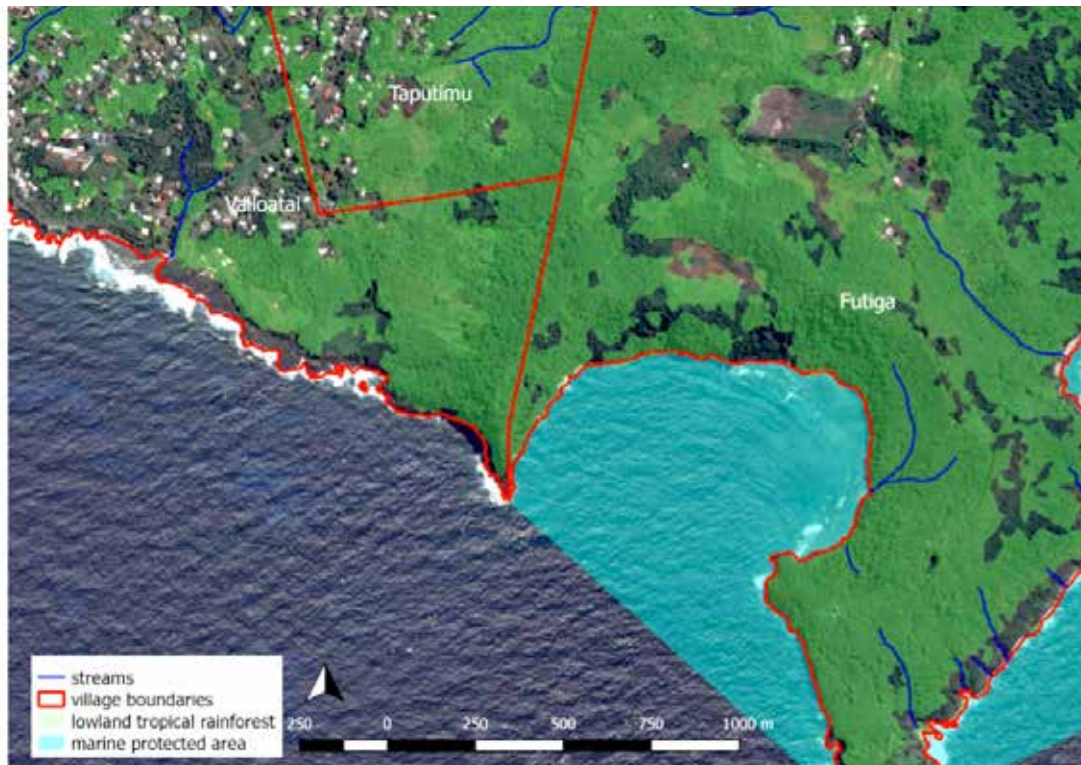 Taputimu
Vailoatai
Futiga
streams
village boundaries
lowland tropical rainforest
marine protected area
250 0 250 500 750 1000 m